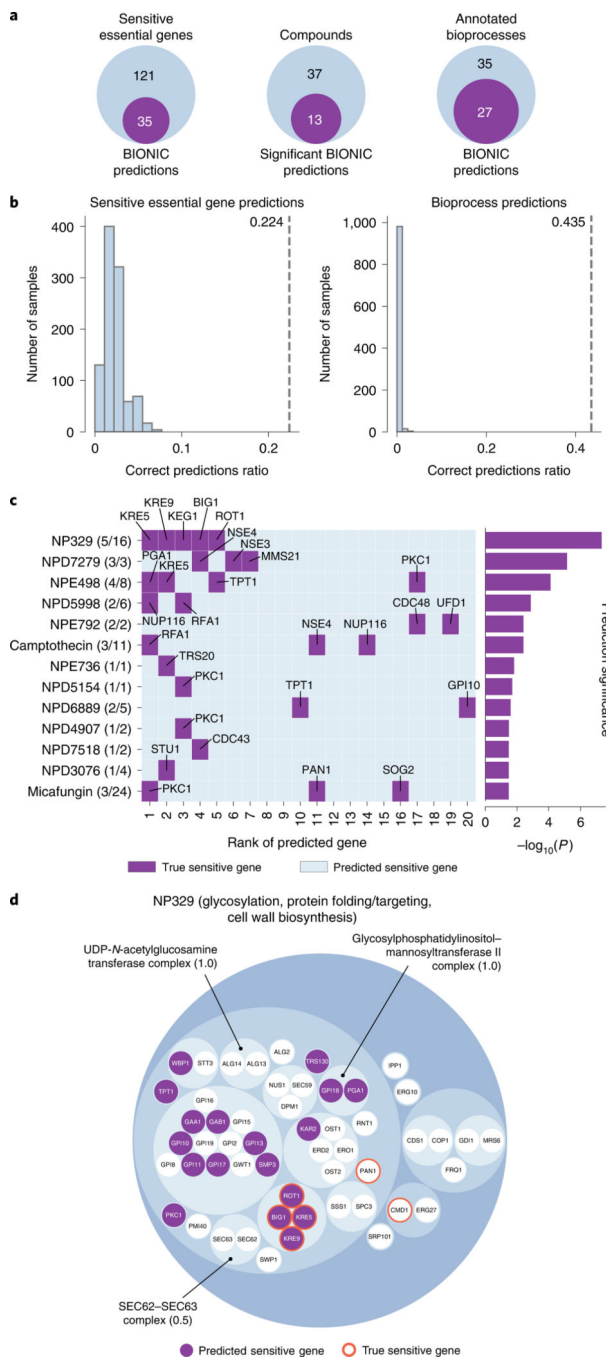 a
Sensitive
essential genes
Compounds
Annotated
bioprocesses
121
37
35
35
13
27
BIONIC
predictions
Significant BIONIC
predictions
BIONIC
predictions
b
Sensitive essential gene predictions
Bioprocess predictions
0.224
0.435
400
300
200
100
0
Number of samples
0
0.1
0.2
Correct predictions ratio
1,000
800
600
400
200
0
Number of samples
0
0.2
0.4
Correct predictions ratio
c
KRE5
KRE9
KEG1
BIG1
ROT1
NP329 (5/16)
NSE4
NSE3
MMS21
NPD7279 (3/3)
PGA1
KRE5
TPT1
PKC1
NPE498 (4/8)
NPD5998 (2/6)
NUP116
RFA1
CDC48
UFD1
NPE792 (2/2)
RFA1
NSE4
NUP116
Camptothecin (3/11)
TRS20
NPE736 (1/1)
PKC1
NPD5154 (1/1)
TPT1
GPI10
NPD6889 (2/5)
PKC1
NPD4907 (1/2)
CDC43
NPD7518 (1/2)
STU1
NPD3076 (1/4)
PAN1
SOG2
Micafungin (3/24)
PKC1
1 2 3 4 5 6 7 8 9 10 11 12 13 14 15 16 17 18 19 20
Rank of predicted gene
0 2 4 6
–log10(P)
Prediction significance
True sensitive gene
Predicted sensitive gene
d
NP329 (glycosylation, protein folding/targeting,
cell wall biosynthesis)
UDP-N-acetylglucosamine
transferase complex (1.0)
Glycosylphosphatidylinositol–
mannosyltransferase II
complex (1.0)
WBP1
STT3
ALG14
ALG13
ALG2
TRS130
IPP1
TPT1
NUS1
SEC59
DPM1
GPI18
PGA1
ERG10
GPI16
GAA1
GAB1
GPI15
KAR2
OST1
RNT1
GPI10
GPI19
GPI2
GPI13
ERD2
ERO1
CDS1
COP1
GDI1
MRS6
GPI8
GPI11
GPI17
GWT1
SMP3
OST2
PAN1
FRQ1
ROT1
PKC1
BIG1
KRE5
SSS1
SPC3
CMD1
ERG27
PMI40
SEC63
SEC62
KRE9
SRP101
SWP1
SEC62–SEC63
complex (0.5)
Predicted sensitive gene
True sensitive gene